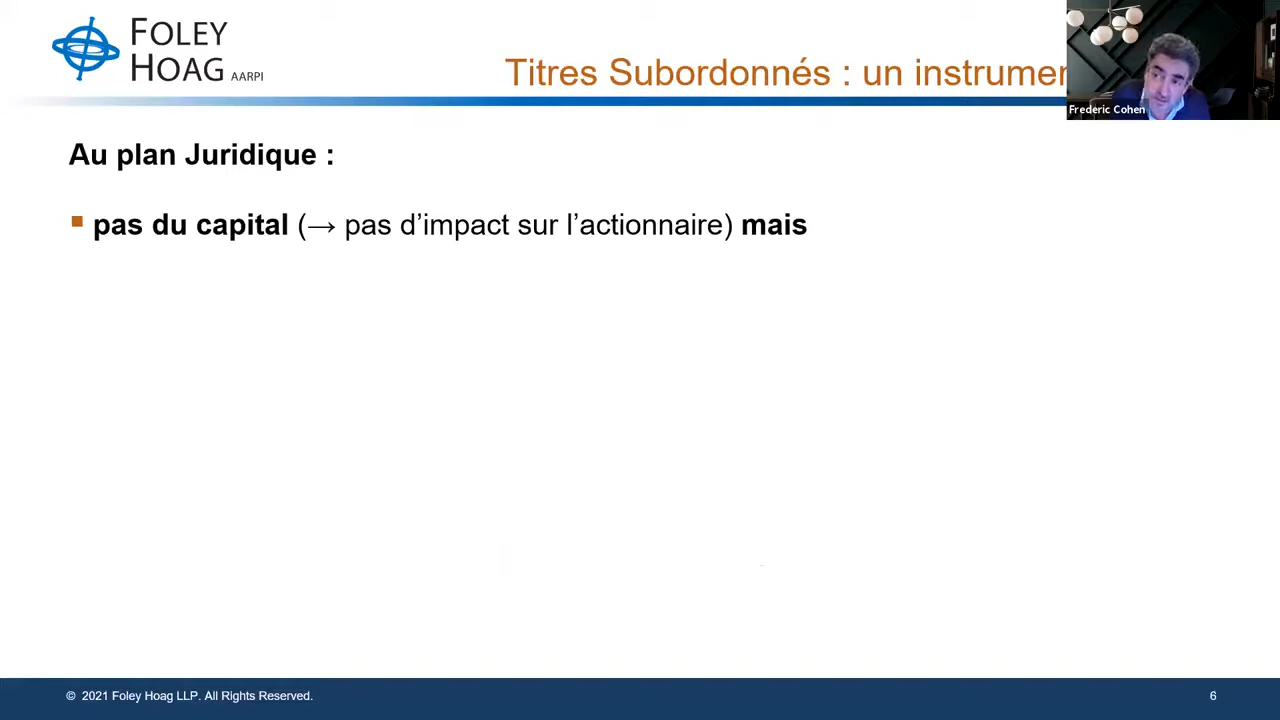 FOLEY
HOAG AARPI
Titres Subordonnés : un instrumen
Frederic Cohen
Au plan Juridique :
▪ pas du capital (→ pas d’impact sur l’actionnaire) mais
© 2021 Foley Hoag LLP. All Rights Reserved.
6